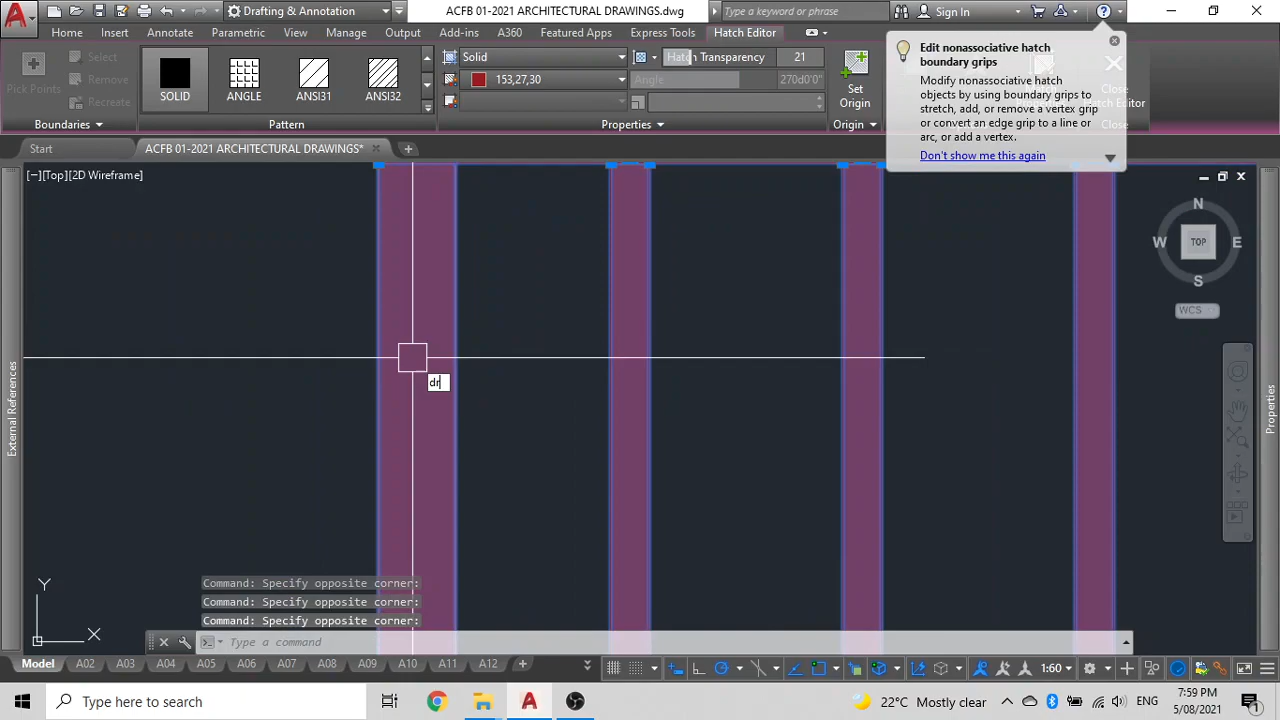 Drafting & Annotation
ACFB 01-2021 ARCHITECTURAL DRAWINGS.dwg
Type a keyword or phrase
Sign In
Home Insert Annotate Parametric View Manage Output Add-ins A360 Featured Apps Express Tools Hatch Editor
Pick Points
Select
Remove
Recreate
Boundaries
SOLID
ANGLE
ANSI31
ANSI32
Pattern
Solid
153,27,30
Hatch Transparency 21
Angle 270d0'0"
Properties
Set
Origin
Origin
Close
Hatch Editor
Close
Edit nonassociative hatch
boundary grips
Modify nonassociative hatch
objects by using boundary grips to
stretch, add, or remove a vertex grip
or convert an edge grip to a line or
arc, or add a vertex.
Don't show me this again
Start
ACFB 01-2021 ARCHITECTURAL DRAWINGS*
[−][Top][2D Wireframe]
N
W TOP E
S
WCS
dr
External References
Properties
Y
X
Command: Specify opposite corner:
Command: Specify opposite corner:
Command: Specify opposite corner:
Type a command
Model A02 A03 A04 A05 A06 A07 A08 A09 A10 A11 A12
1:60
Type here to search
22°C Mostly clear
ENG
7:59 PM
5/08/2021
1